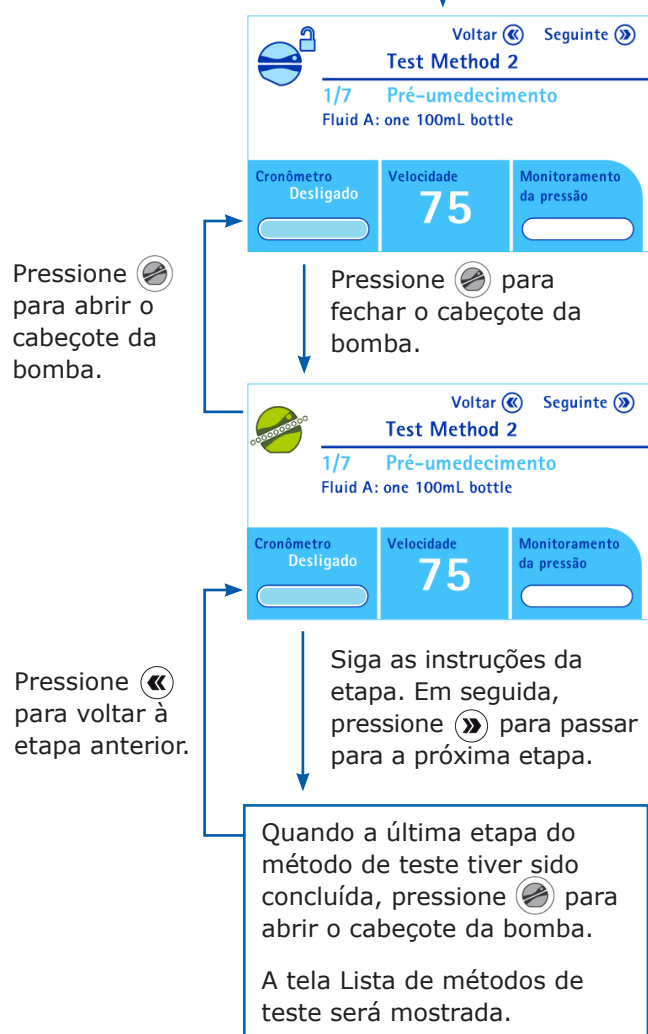 Voltar Seguinte
Test Method 2
1/7 Pré-umedecimento
Fluid A: one 100mL bottle
Cronômetro
Desligado
Velocidade
75
Monitoramento
da pressão
Pressione
para abrir o
cabeçote da
bomba.
Pressione para
fechar o cabeçote da
bomba.
Voltar Seguinte
Test Method 2
1/7 Pré-umedecimento
Fluid A: one 100mL bottle
Cronômetro
Desligado
Velocidade
75
Monitoramento
da pressão
Pressione
para voltar à
etapa anterior.
Siga as instruções da
etapa. Em seguida,
pressione para passar
para a próxima etapa.
Quando a última etapa do
método de teste tiver sido
concluída, pressione para
abrir o cabeçote da bomba.
A tela Lista de métodos de
teste será mostrada.